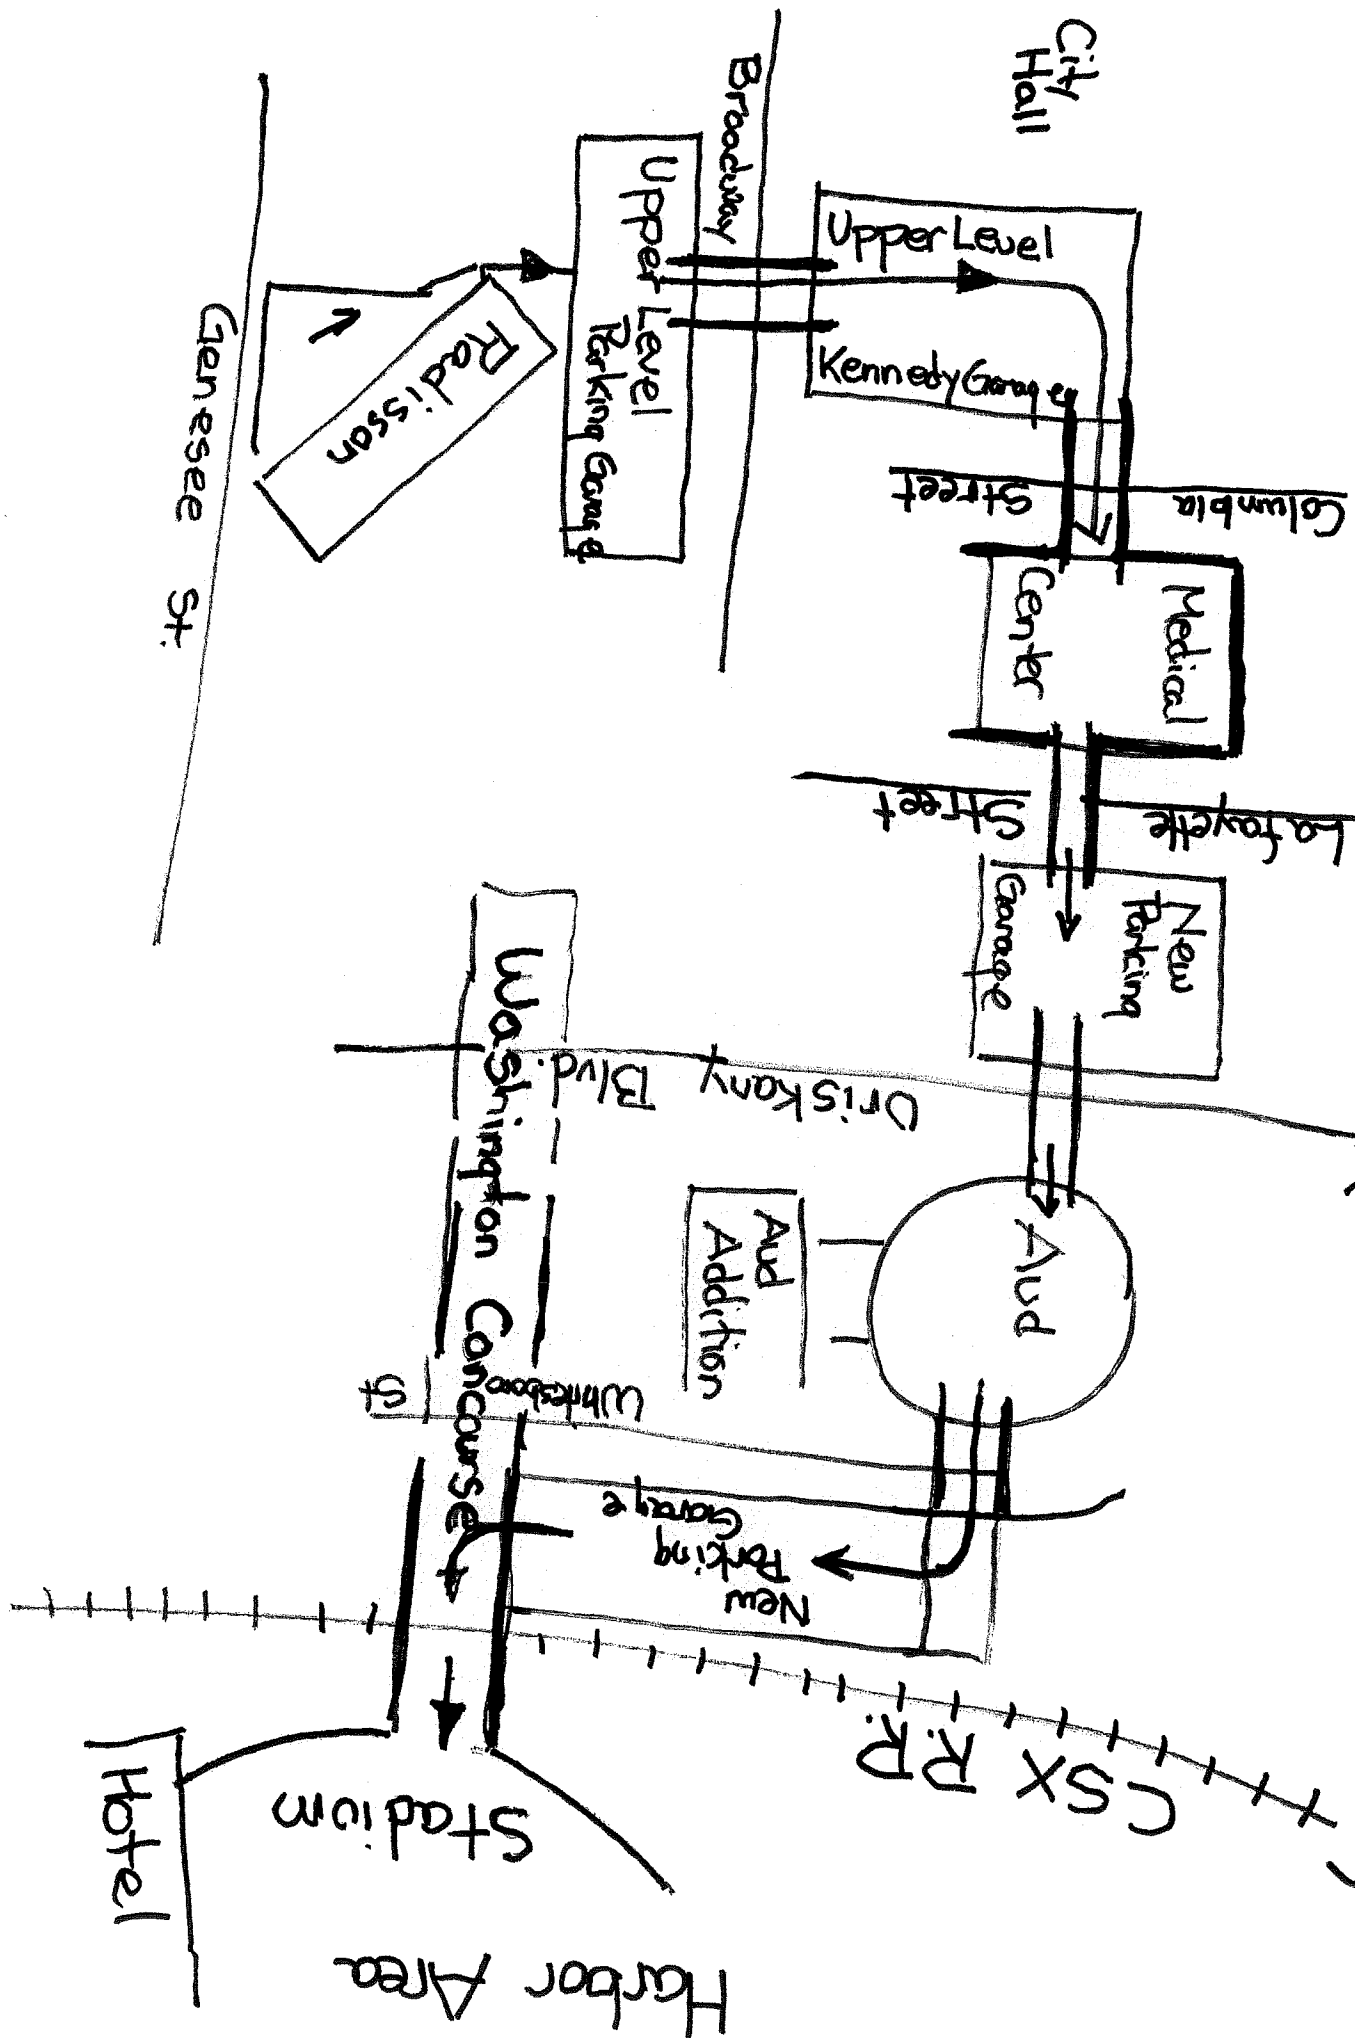 City
Hall
Broadway
Upper Level
Parking Garage
Upper Level
Kennedy Garage
Radisson
Genesee St.
Columbia
Street
Medical
Center
Lafayette
Street
New
Parking
Garage
Oriskany
Blvd.
Washington Concourse
Aud
Aud
Addition
Whitesboro
St
New
Parking
Garage
CSX R.R.
Stadium
Hotel
Harbor Area